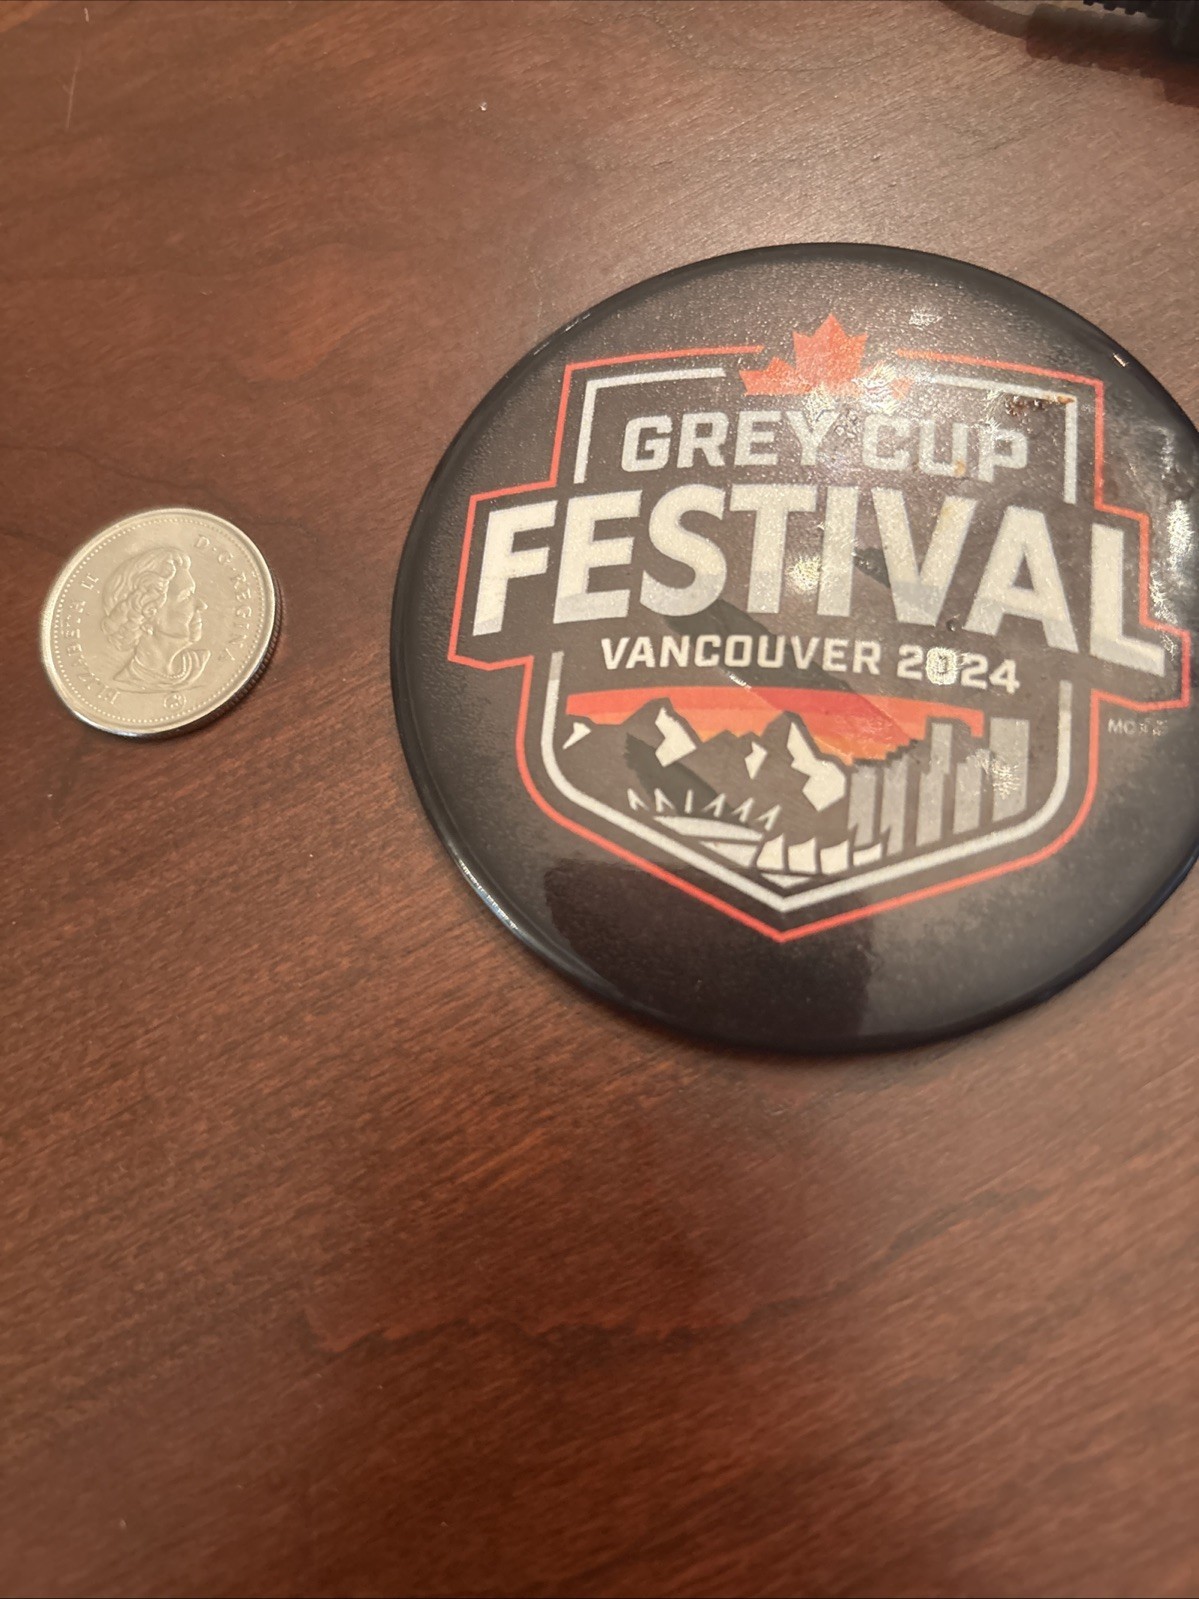 ELIZABETH II D·G·REGINA
GREY CUP
FESTIVAL
VANCOUVER 2024